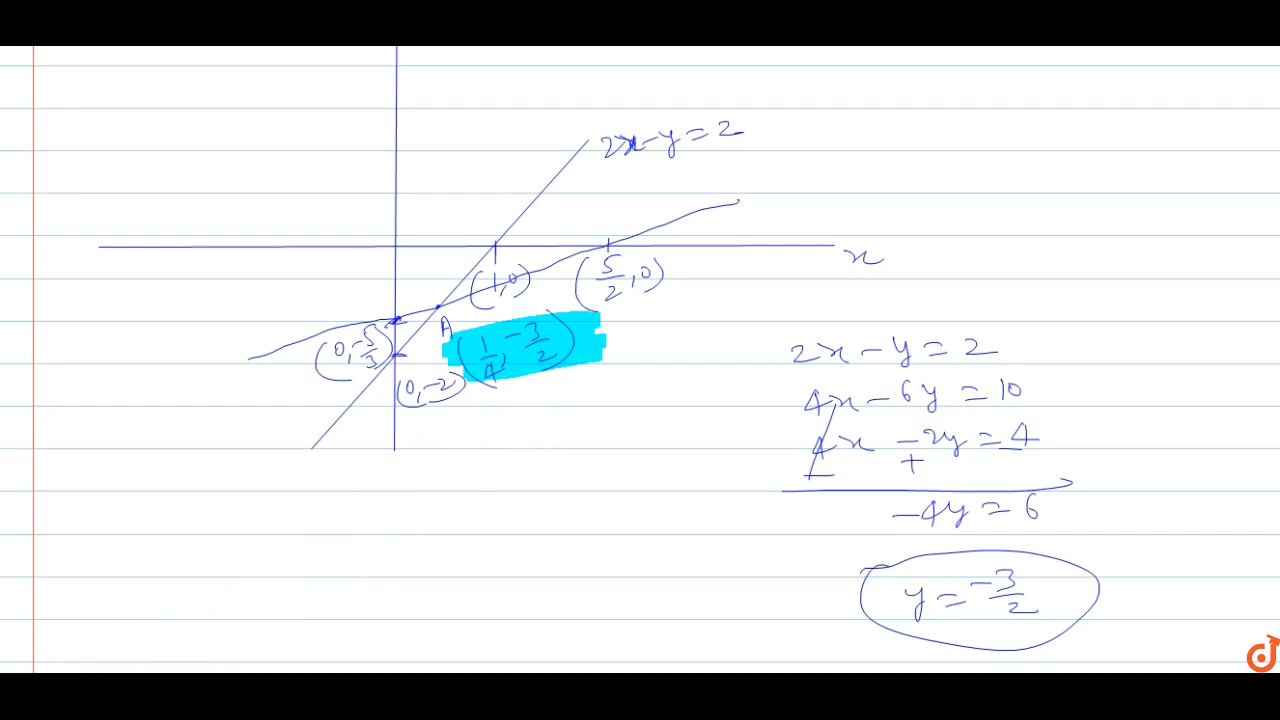 2x-y=2
x
(1,0)
(5/2,0)
A
(0,-5/3)
(1/4,-3/2)
(0,-2)
2x-y=2
4x-6y=10
4x-2y=4
- + -
-4y=6
y=-3/2